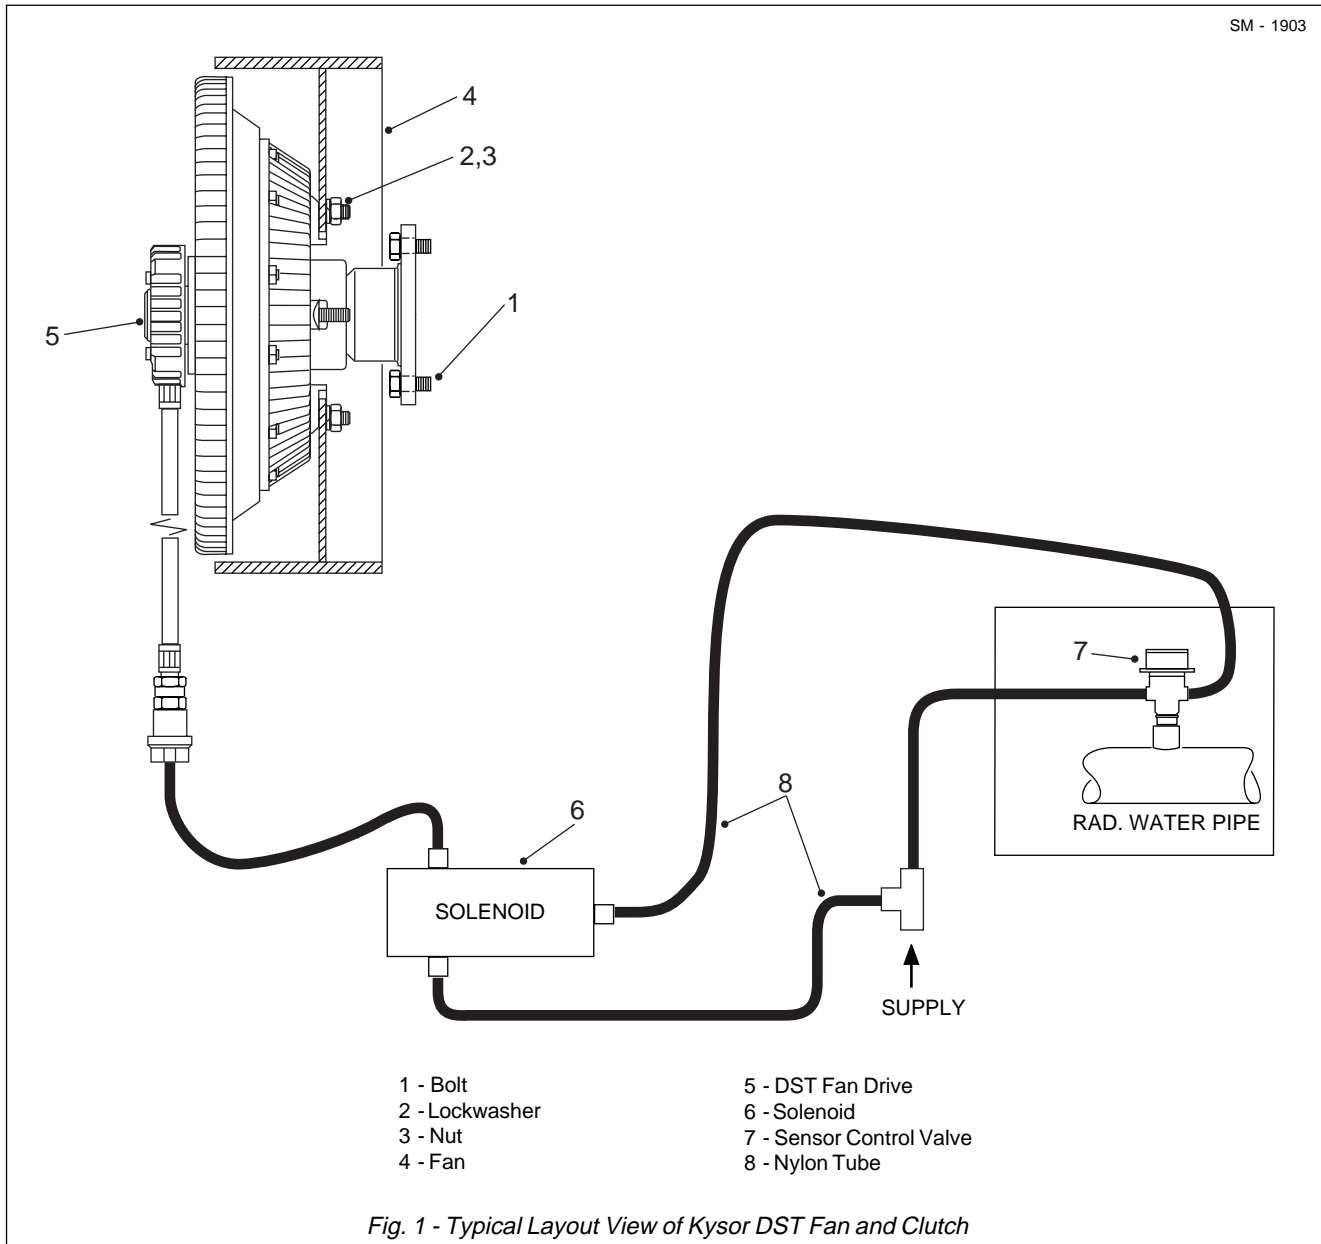 SM - 1903
4
2,3
1
5
7
8
6
RAD. WATER PIPE
SOLENOID
SUPPLY
1 - Bolt
2 - Lockwasher
3 - Nut
4 - Fan
5 - DST Fan Drive
6 - Solenoid
7 - Sensor Control Valve
8 - Nylon Tube
Fig. 1 - Typical Layout View of Kysor DST Fan and Clutch